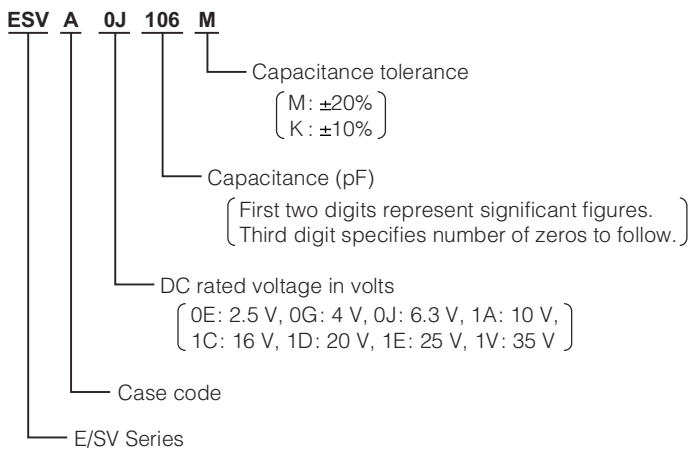 ESV A 0J 106 M
Capacitance tolerance
M: ±20%
K: ±10%
Capacitance (pF)
First two digits represent significant figures.
Third digit specifies number of zeros to follow.
DC rated voltage in volts
0E: 2.5 V, 0G: 4 V, 0J: 6.3 V, 1A: 10 V,
1C: 16 V, 1D: 20 V, 1E: 25 V, 1V: 35 V
Case code
E/SV Series